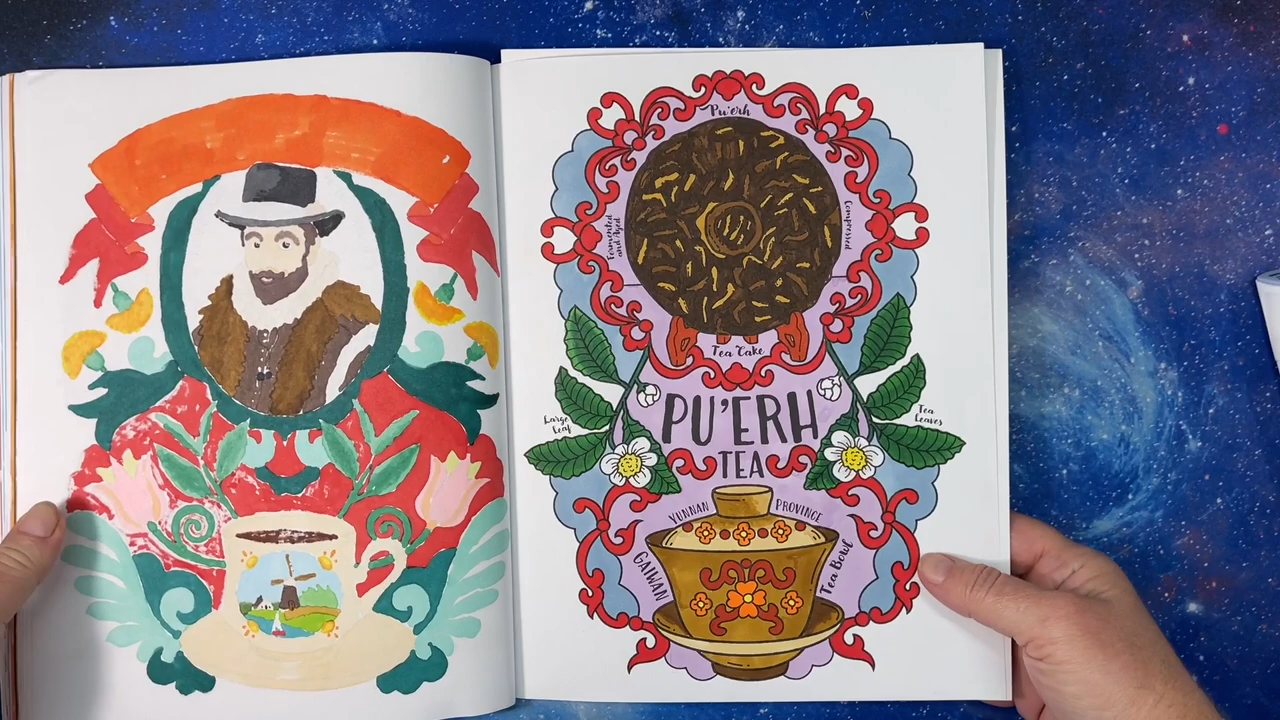 Pu'erh
Fermented
and Aged
Compressed
Tea Cake
PU'ERH
TEA
Large
Leaf
Tea
Leaves
YUNNAN PROVINCE
GAIWAN
Tea Bowl